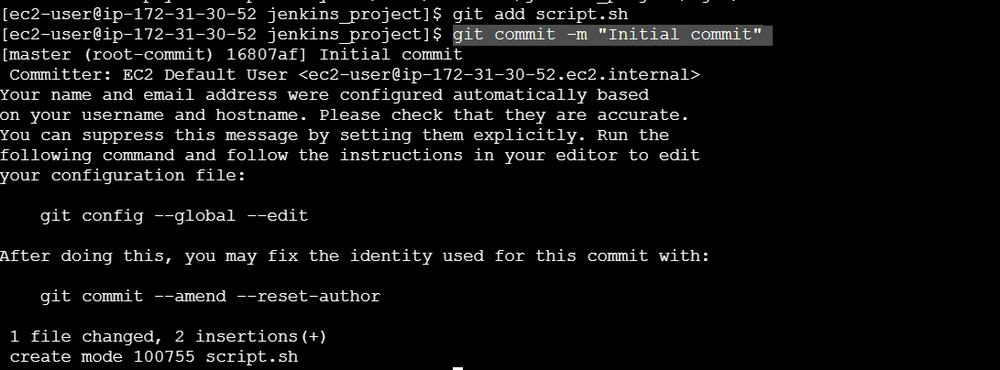 [ec2-user@ip-172-31-30-52 jenkins_project]$ git add script.sh
[ec2-user@ip-172-31-30-52 jenkins_project]$ git commit -m "Initial commit"
[master (root-commit) 16807af] Initial commit
 Committer: EC2 Default User <ec2-user@ip-172-31-30-52.ec2.internal>
Your name and email address were configured automatically based
on your username and hostname. Please check that they are accurate.
You can suppress this message by setting them explicitly. Run the
following command and follow the instructions in your editor to edit
your configuration file:

    git config --global --edit

After doing this, you may fix the identity used for this commit with:

    git commit --amend --reset-author

 1 file changed, 2 insertions(+)
 create mode 100755 script.sh